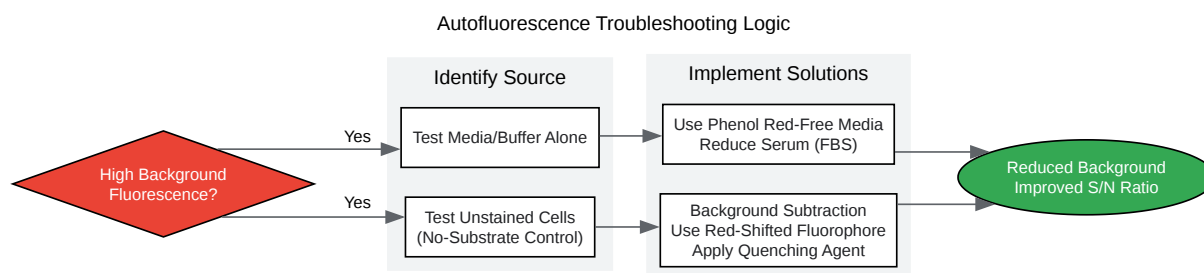 Autofluorescence Troubleshooting Logic
Identify Source
Implement Solutions
High Background
Fluorescence?
Yes
Yes
Test Media/Buffer Alone
Test Unstained Cells
(No-Substrate Control)
Use Phenol Red-Free Media
Reduce Serum (FBS)
Background Subtraction
Use Red-Shifted Fluorophore
Apply Quenching Agent
Reduced Background
Improved S/N Ratio